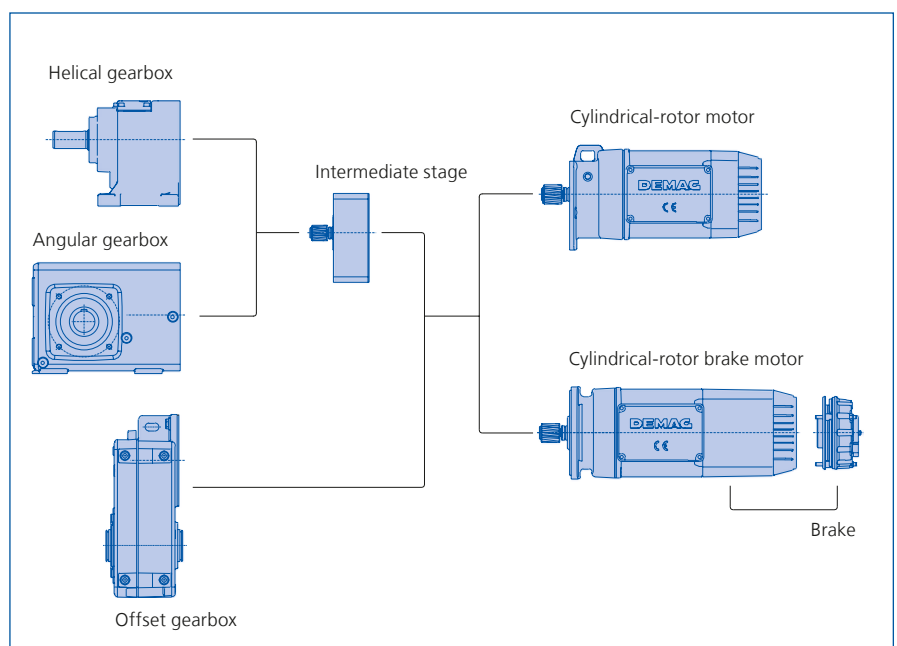 Helical gearbox
Cylindrical-rotor motor
Intermediate stage
DEMAG
CE
Angular gearbox
Cylindrical-rotor brake motor
DEMAG
CE
Brake
Offset gearbox